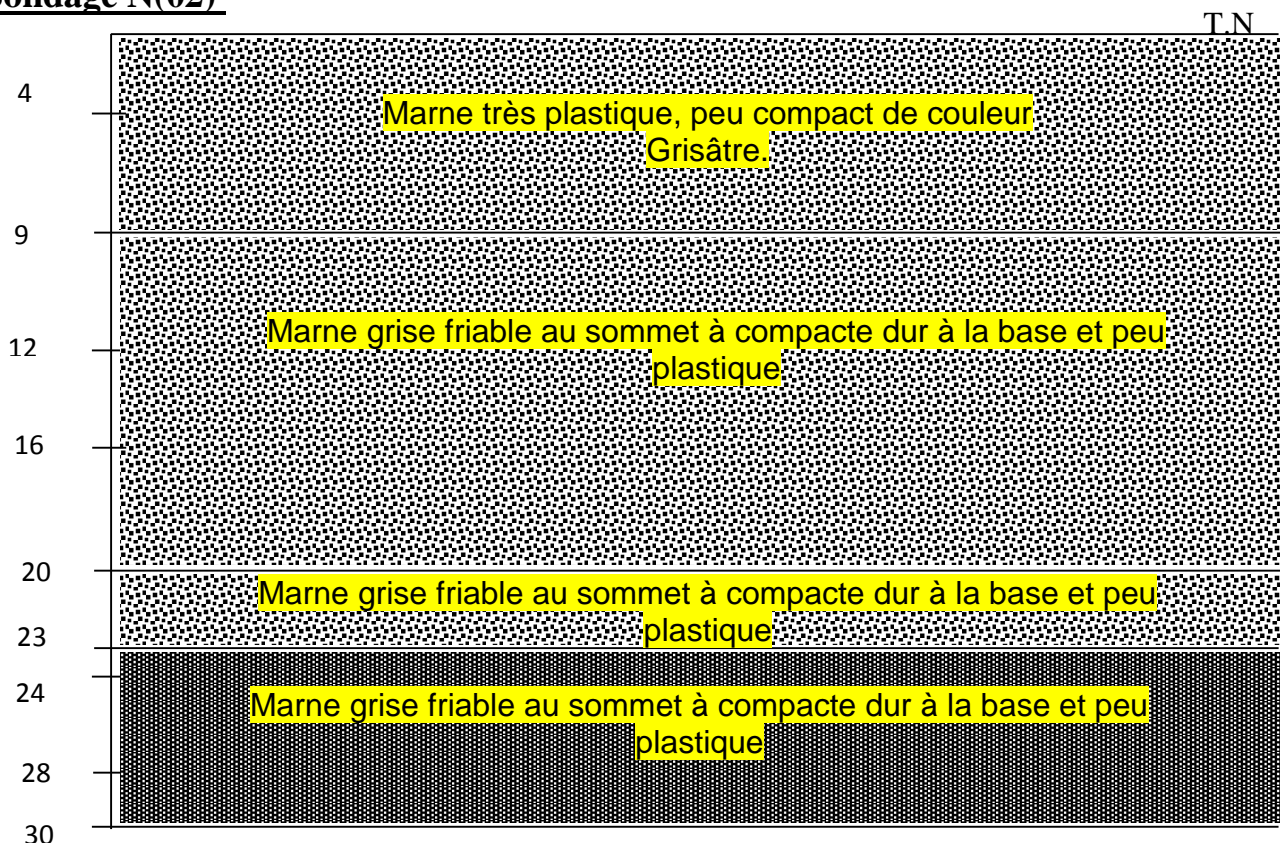 N(02)
T.N
4
Marne très plastique, peu compact de couleur
Grisâtre.
9
Marne grise friable au sommet à compacte dur à la base et peu
12
plastique
16
20
Marne grise friable au sommet à compacte dur à la base et peu
23
plastique
24
Marne grise friable au sommet à compacte dur à la base et peu
plastique
28
30